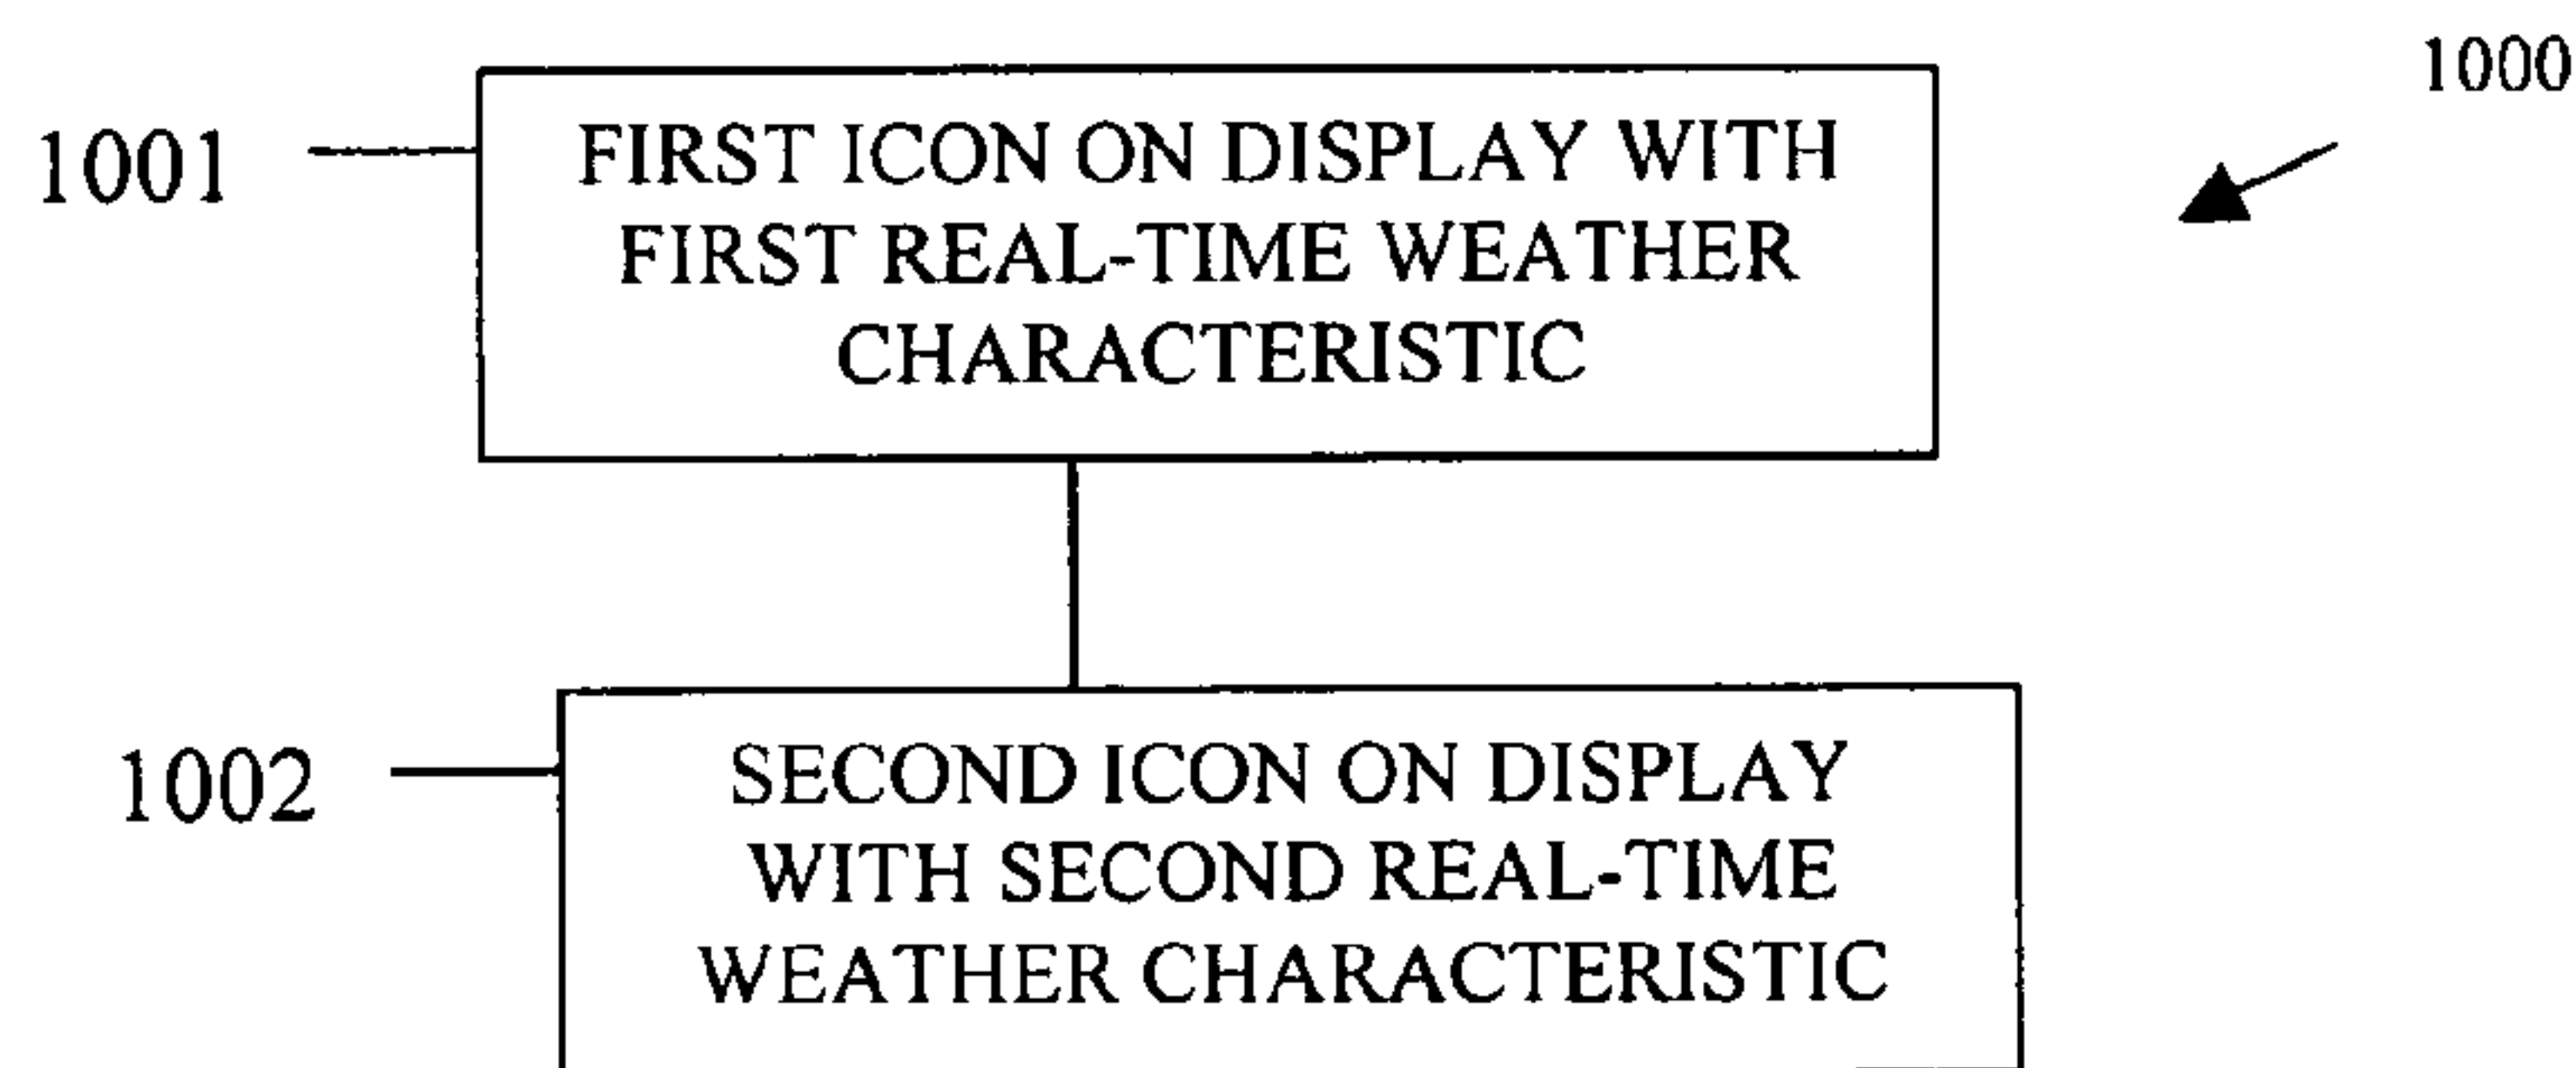 1000
1001
FIRST ICON ON DISPLAY WITH
FIRST REAL-TIME WEATHER
CHARACTERISTIC
1002
SECOND ICON ON DISPLAY
WITH SECOND REAL-TIME
WEATHER CHARACTERISTIC